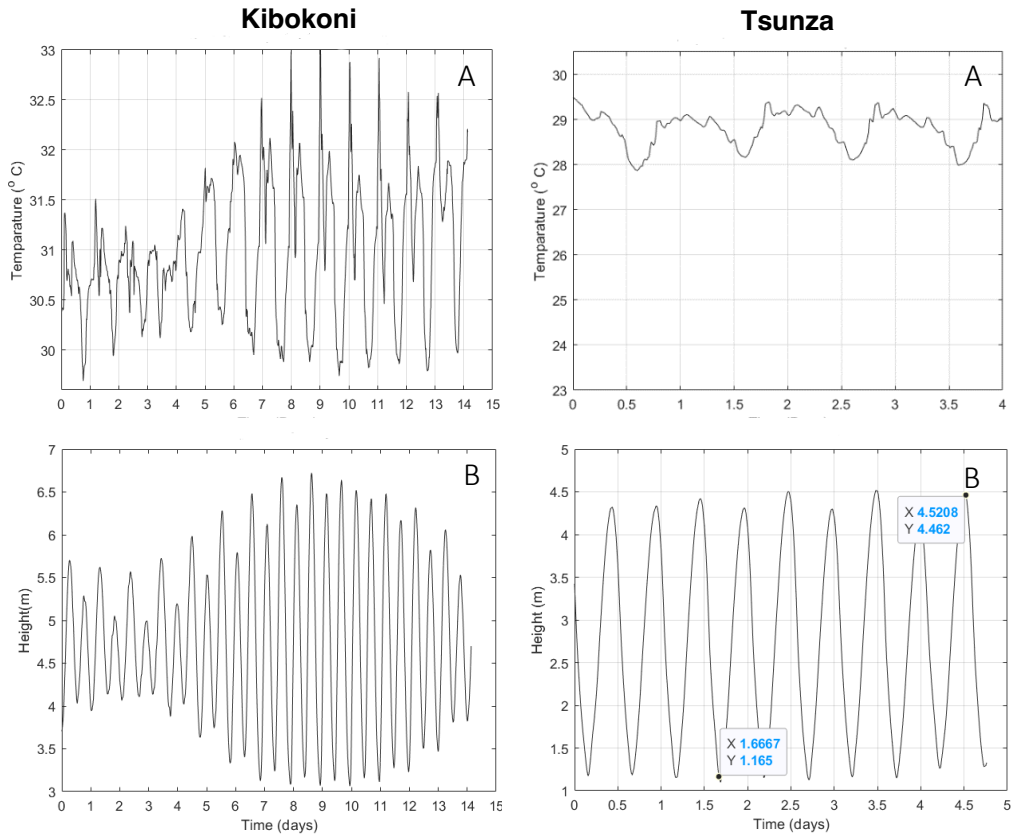 Kibokoni
Tsunza
A
33
32.5
32
31.5
31
30.5
30
Temparature (° C)
0 1 2 3 4 5 6 7 8 9 10 11 12 13 14 15
A
30
29
28
27
26
25
24
23
Temparature (° C)
0 0.5 1 1.5 2 2.5 3 3.5 4
B
7
6.5
6
5.5
5
4.5
4
3.5
3
Height(m)
0 1 2 3 4 5 6 7 8 9 10 11 12 13 14 15
Time (days)
B
5
4.5
4
3.5
3
2.5
2
1.5
1
Height (m)
X 4.5208
Y 4.462
X 1.6667
Y 1.165
0 0.5 1 1.5 2 2.5 3 3.5 4 4.5 5
Time (days)